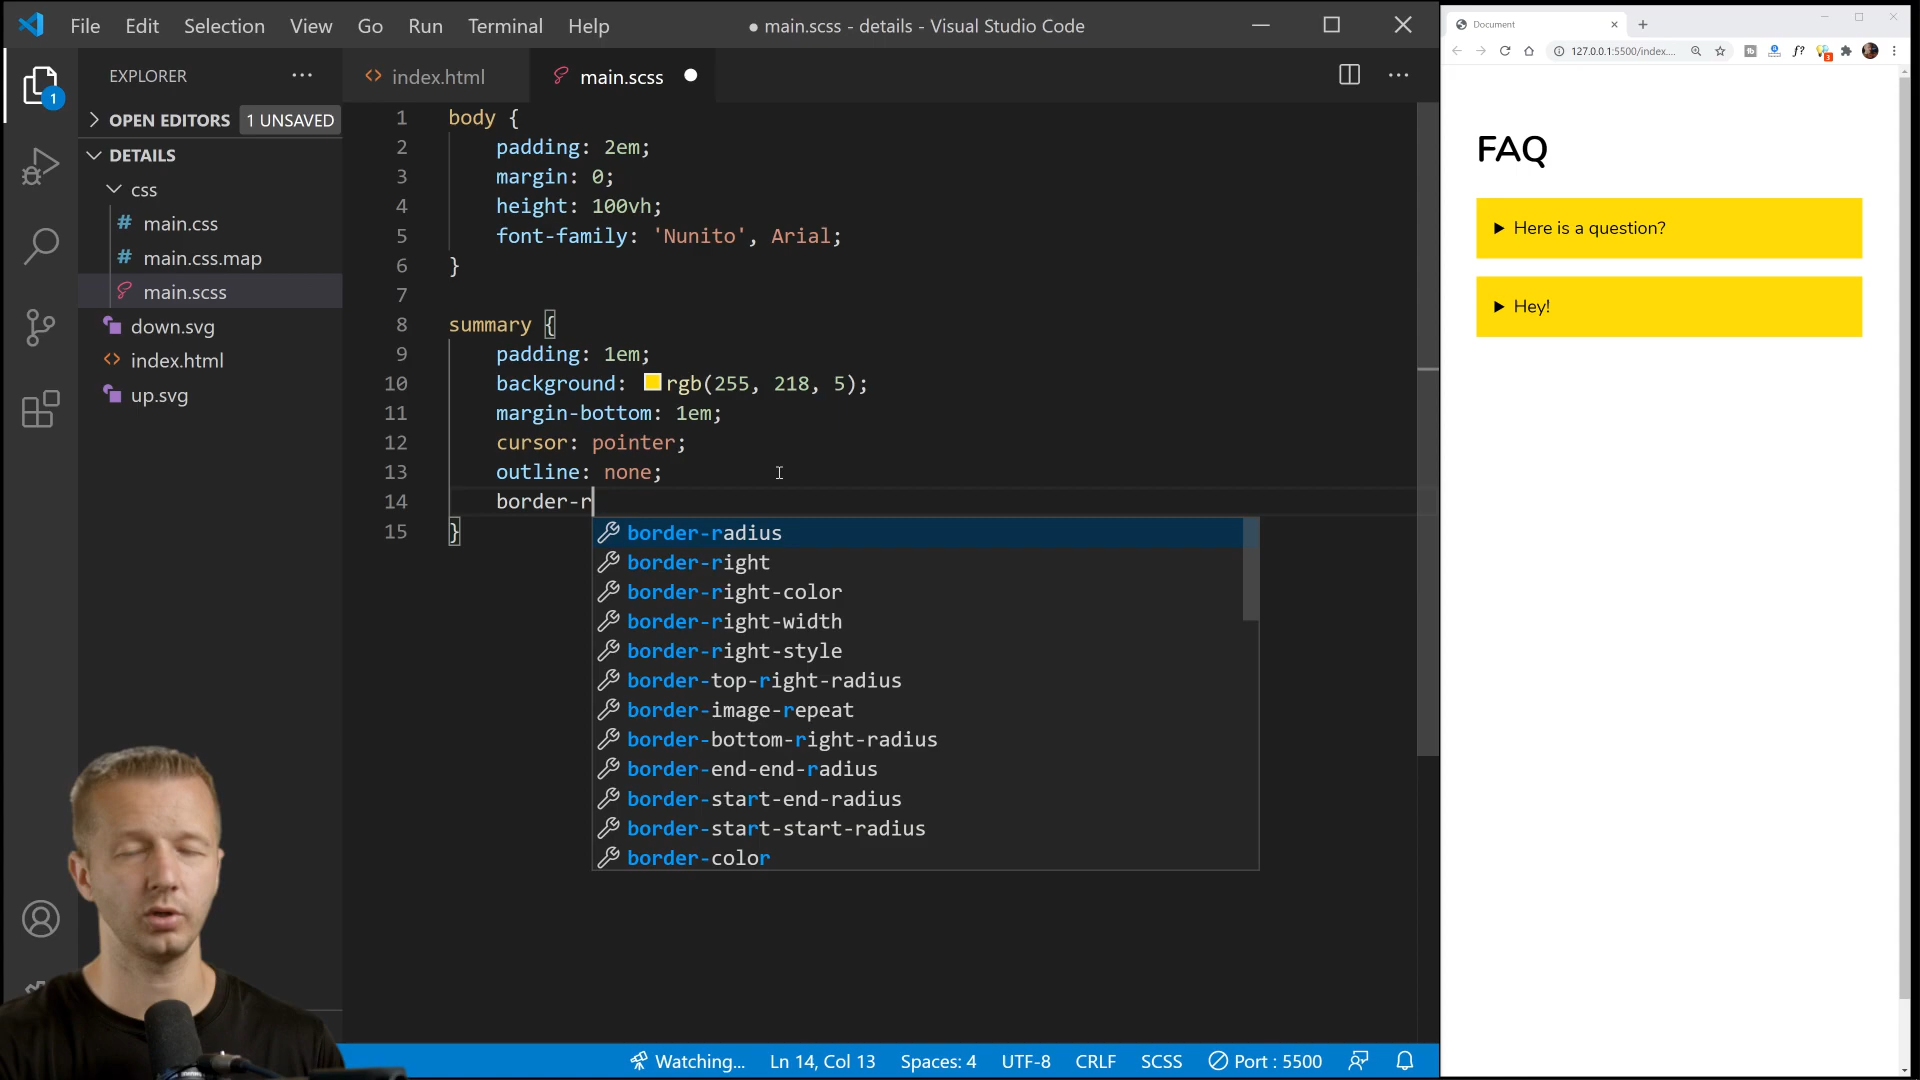 File Edit Selection View Go Run Terminal Help
● main.scss - details - Visual Studio Code
EXPLORER
OPEN EDITORS 1 UNSAVED
DETAILS
css
# main.css
# main.css.map
main.scss
down.svg
<> index.html
up.svg
1
<> index.html
main.scss
1 body {
2 padding: 2em;
3 margin: 0;
4 height: 100vh;
5 font-family: 'Nunito', Arial;
6 }
7
8 summary {
9 padding: 1em;
10 background: rgb(255, 218, 5);
11 margin-bottom: 1em;
12 cursor: pointer;
13 outline: none;
14 border-r
15 }
border-radius
border-right
border-right-color
border-right-width
border-right-style
border-top-right-radius
border-image-repeat
border-bottom-right-radius
border-end-end-radius
border-start-end-radius
border-start-start-radius
border-color
Watching... Ln 14, Col 13 Spaces: 4 UTF-8 CRLF SCSS Port : 5500
Document
127.0.0.1:5500/index....
f?
3
FAQ
Here is a question?
Hey!